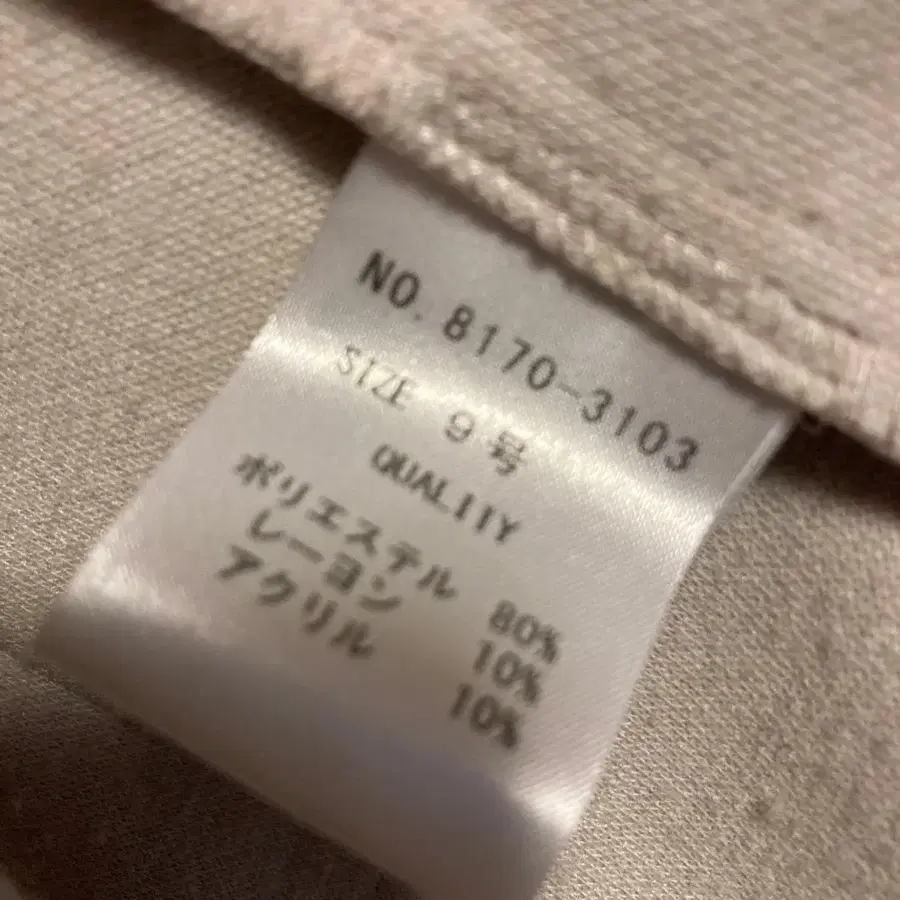 NO. 8170-3103
SIZE 9号
QUALITY
ポリエステル 80%
レーヨン 10%
アクリル 10%